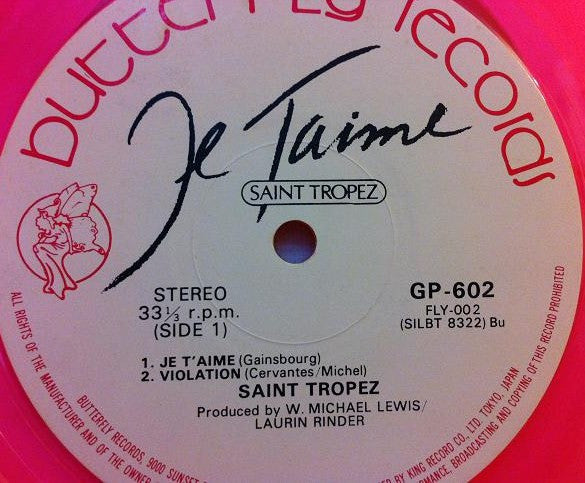 butterfly records
Je T'aime
SAINT TROPEZ
STEREO
33 1/3 r.p.m.
(SIDE 1)
GP-602
FLY-002
(SILBT 8322) Bu
1. JE T'AIME (Gainsbourg)
2. VIOLATION (Cervantes/Michel)
SAINT TROPEZ
Produced by W. MICHAEL LEWIS/
LAURIN RINDER
ALL RIGHTS OF THE MANUFACTURER AND OF THE OWNER
BUTTERFLY RECORDS, 9000 SUNSET
BY KING RECORD CO., LTD. TOKYO, JAPAN
BROADCASTING AND COPYING OF THIS RECORD PROHIBITED